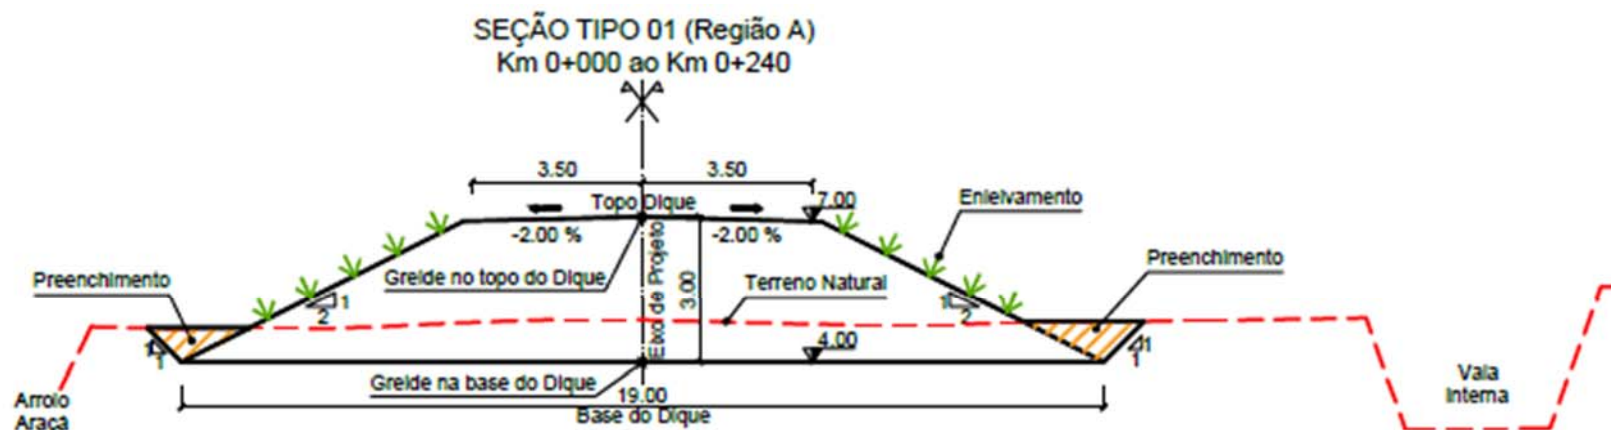 SEÇÃO TIPO 01 (Região A)
Km 0+000 ao Km 0+240
3.50
3.50
Topo Dique
7.00
Enleivamento
-2.00 %
-2.00 %
Preenchimento
Greide no topo do Dique
Eixo de Projeto
3.00
Terreno Natural
Preenchimento
1
2
1
2
1
1
4.00
1
1
Greide na base do Dique
19.00
Base do Dique
Arroio
Araçá
Vala
Interna